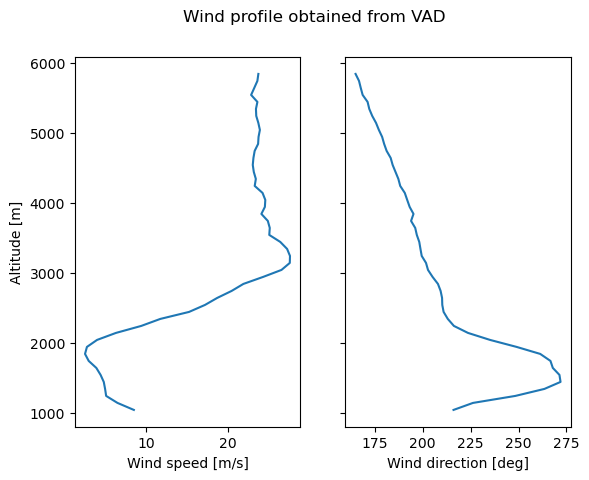 Wind profile obtained from VAD
6000
5000
4000
3000
2000
1000
Altitude [m]
10 20
Wind speed [m/s]
175 200 225 250 275
Wind direction [deg]